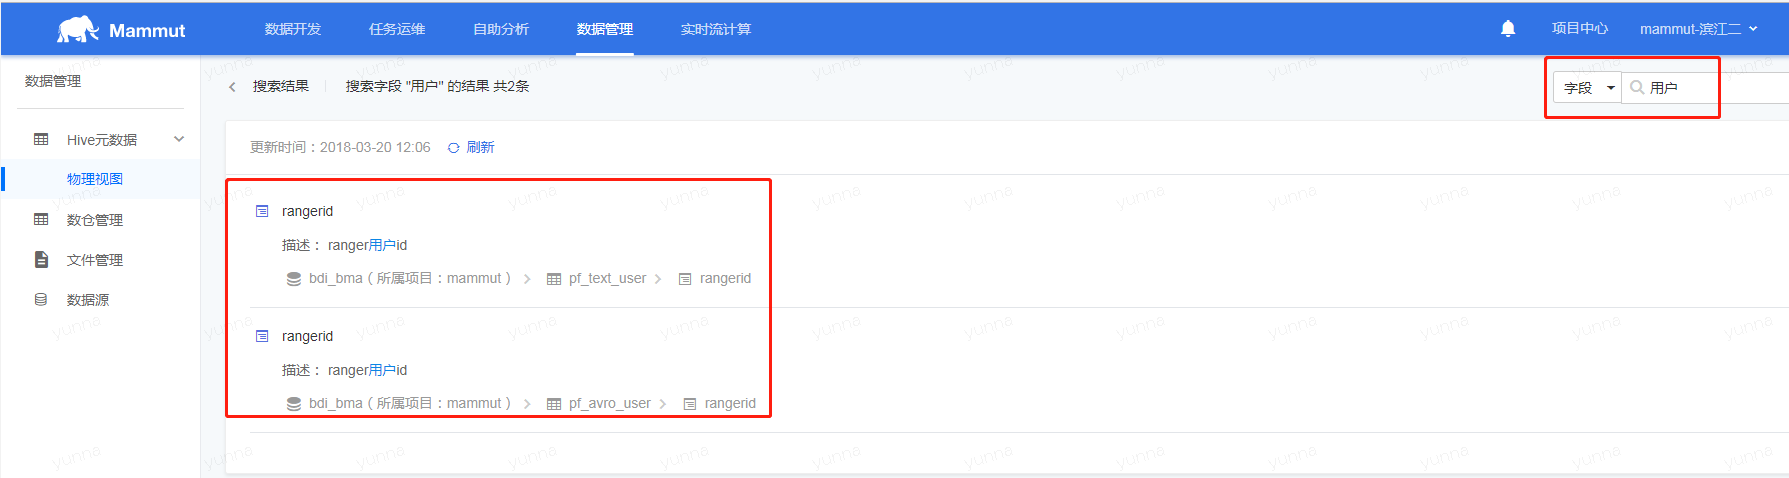 Mammut 数据开发 任务运维 自助分析 数据管理 实时流计算 项目中心 mammut-滨江二
数据管理
搜索结果 搜索字段 "用户" 的结果 共2条
字段 用户
Hive元数据
物理视图
数仓管理
文件管理
数据源
更新时间：2018-03-20 12:06 刷新
rangerid
描述： ranger用户id
bdi_bma（所属项目：mammut） pf_text_user rangerid
rangerid
描述： ranger用户id
bdi_bma（所属项目：mammut） pf_avro_user rangerid
yunna